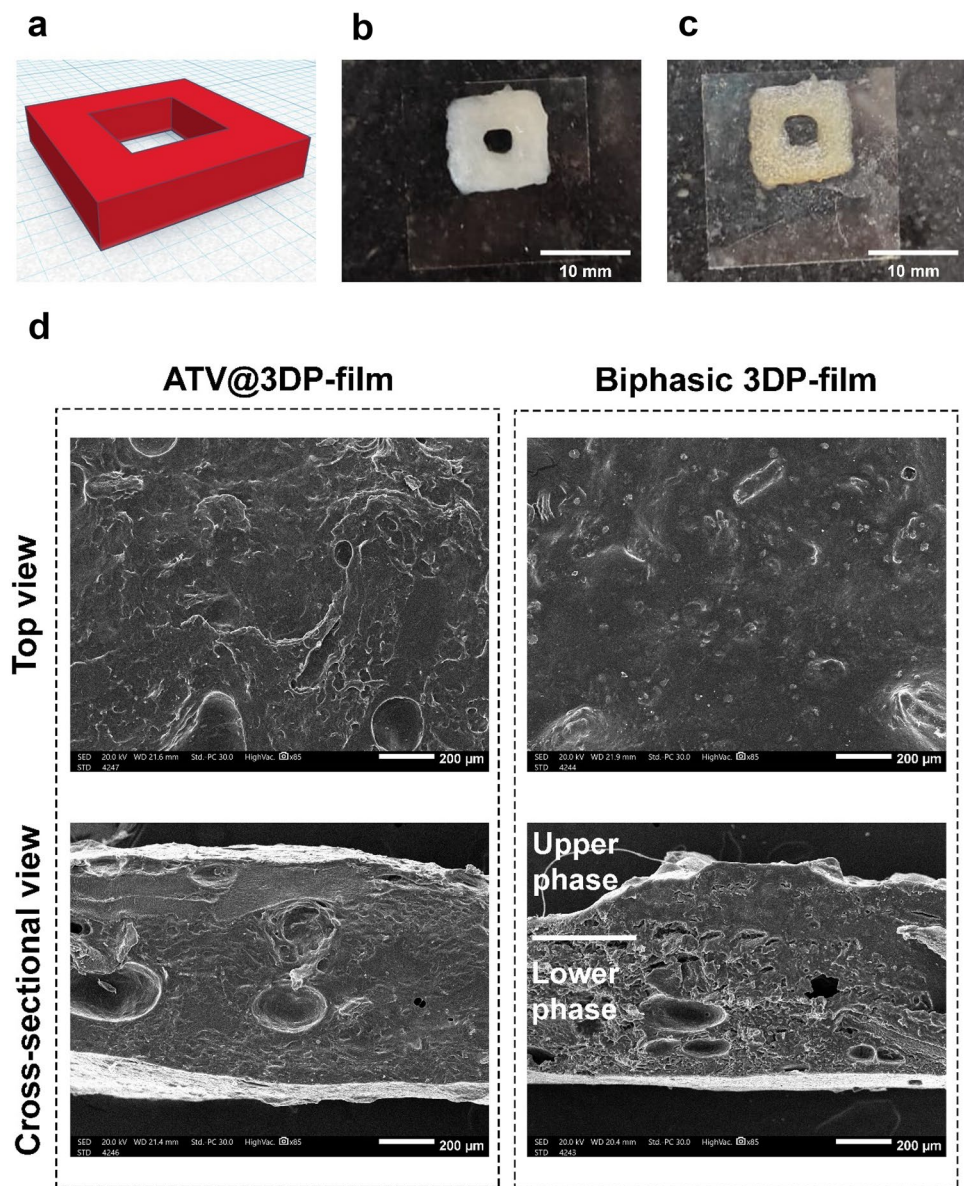 a
b
c
10 mm
10 mm
d
ATV@3DP-film
Biphasic 3DP-film
Top view
SED 20.0 kV WD 21.6 mm Std. PC 30.0 HighVac. x85
STD 4247
200 µm
SED 20.0 kV WD 21.9 mm Std. PC 30.0 HighVac. x85
STD 4244
200 µm
Cross-sectional view
SED 20.0 kV WD 21.4 mm Std. PC 30.0 HighVac. x85
STD 4246
200 µm
Upper
phase
Lower
phase
SED 20.0 kV WD 20.4 mm Std. PC 30.0 HighVac. x85
STD 4243
200 µm